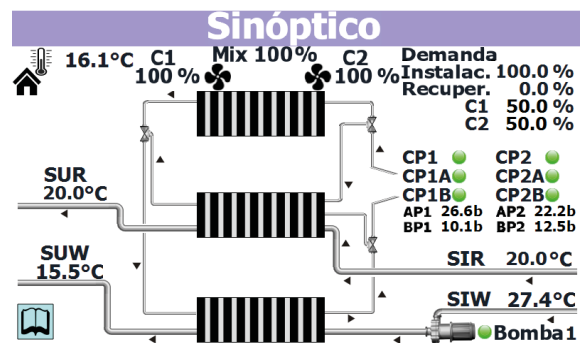 Sinóptico
16.1°C C1 Mix 100% C2 Demanda
100 % 100 % Instalac. 100.0 %
Recuper. 0.0 %
C1 50.0 %
C2 50.0 %
CP1 CP2
SUR CP1A CP2A
20.0°C CP1B CP2B
AP1 26.6b AP2 22.2b
BP1 10.1b BP2 12.5b
SUW SIR 20.0°C
15.5°C
SIW 27.4°C
Bomba1